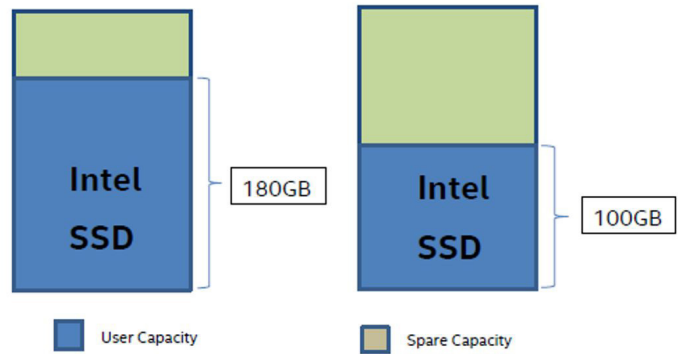 Intel
SSD
180GB
Intel
SSD
100GB
User Capacity
Spare Capacity